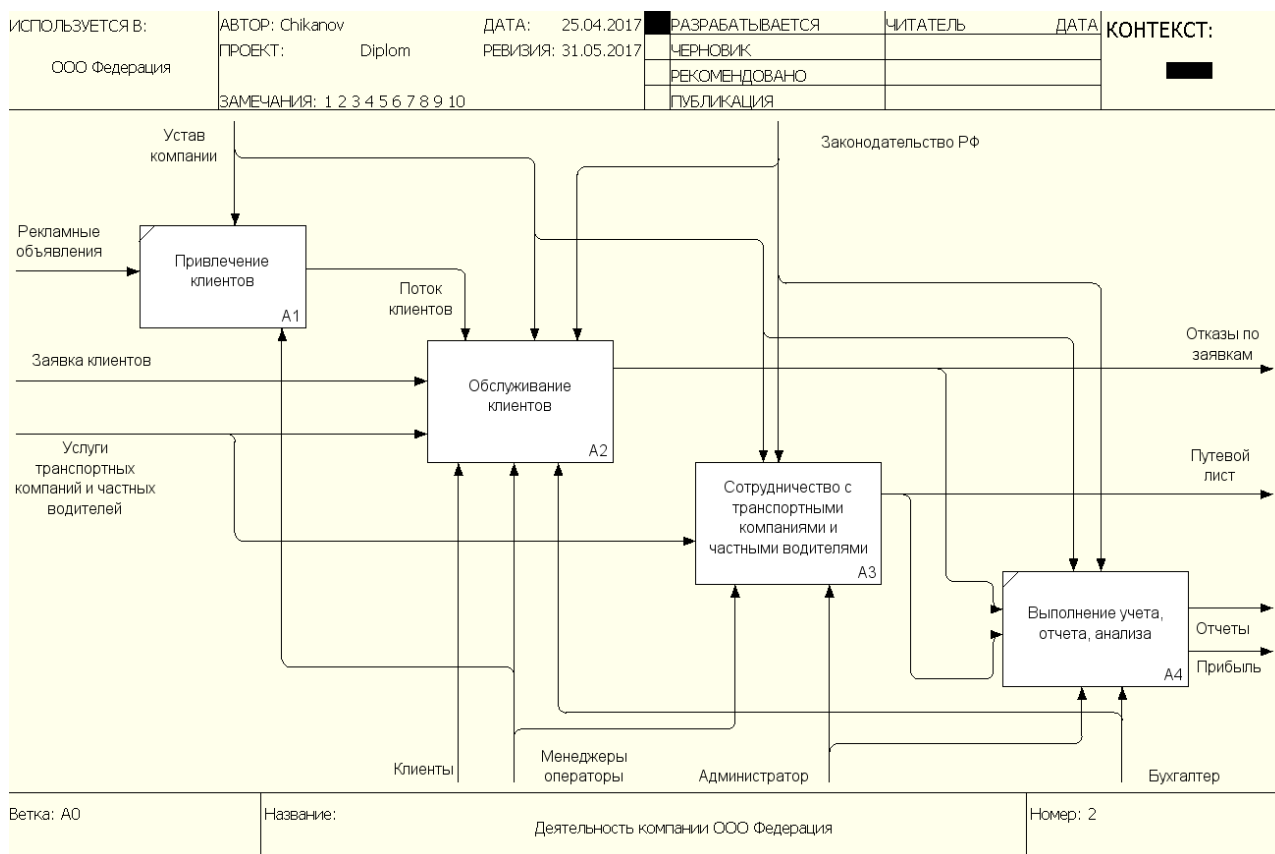 ИСПОЛЬЗУЕТСЯ В:
ООО Федерация
АВТОР: Chikanov
ДАТА: 25.04.2017
ПРОЕКТ: Diplom
РЕВИЗИЯ: 31.05.2017
ЗАМЕЧАНИЯ: 1 2 3 4 5 6 7 8 9 10
РАЗРАБАТЫВАЕТСЯ
ЧЕРНОВИК
РЕКОМЕНДОВАНО
ПУБЛИКАЦИЯ
ЧИТАТЕЛЬ
ДАТА
КОНТЕКСТ:
Устав
компании
Законодательство РФ
Рекламные
объявления
Привлечение
клиентов
A1
Поток
клиентов
Заявка клиентов
Обслуживание
клиентов
A2
Отказы по
заявкам
Услуги
транспортных
компаний и частных
водителей
Сотрудничество с
транспортными
компаниями и
частными водителями
A3
Путевой
лист
Выполнение учета,
отчета, анализа
A4
Отчеты
Прибыль
Клиенты
Менеджеры
операторы
Администратор
Бухгалтер
Ветка: A0
Название:
Деятельность компании ООО Федерация
Номер: 2